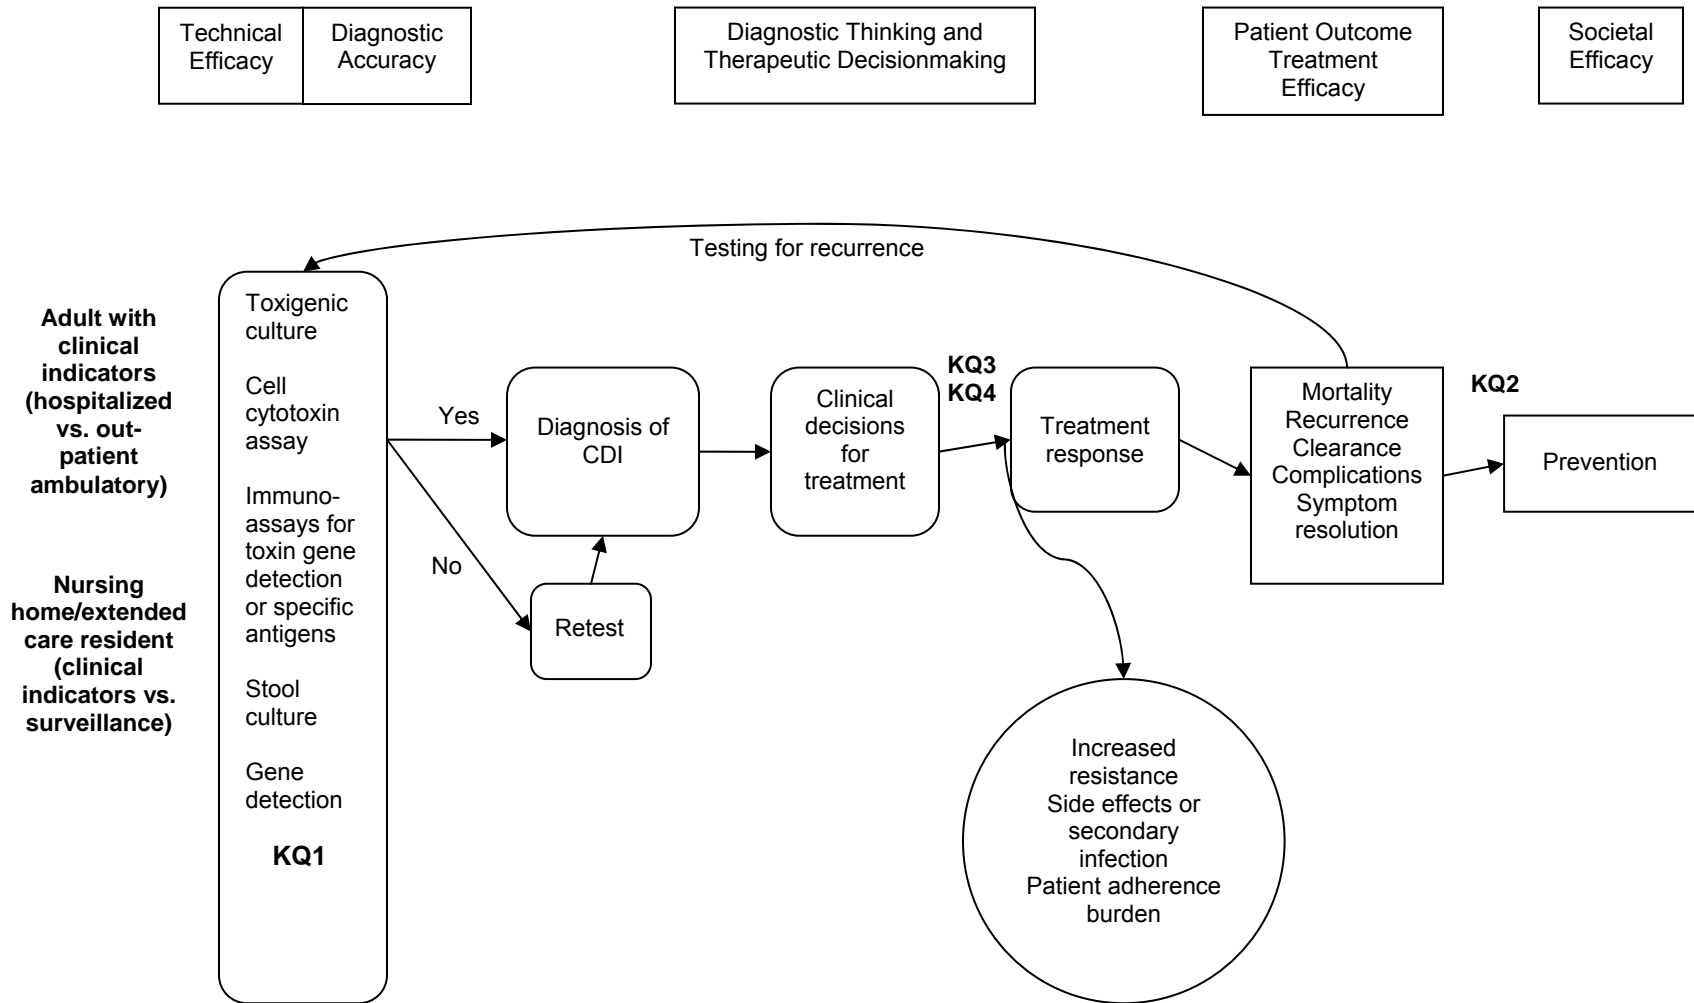 Technical
Efficacy
Diagnostic
Accuracy
Diagnostic Thinking and
Therapeutic Decisionmaking
Patient Outcome
Treatment
Efficacy
Societal
Efficacy
Testing for recurrence
Adult with
clinical
indicators
(hospitalized
vs. out-
patient
ambulatory)
Nursing
home/extended
care resident
(clinical
indicators vs.
surveillance)
Toxigenic
culture
Cell
cytotoxin
assay
Immuno-
assays for
toxin gene
detection
or specific
antigens
Stool
culture
Gene
detection
KQ1
Yes
No
Diagnosis of
CDI
Retest
Clinical
decisions
for
treatment
KQ3
KQ4
Treatment
response
Mortality
Recurrence
Clearance
Complications
Symptom
resolution
KQ2
Prevention
Increased
resistance
Side effects or
secondary
infection
Patient adherence
burden